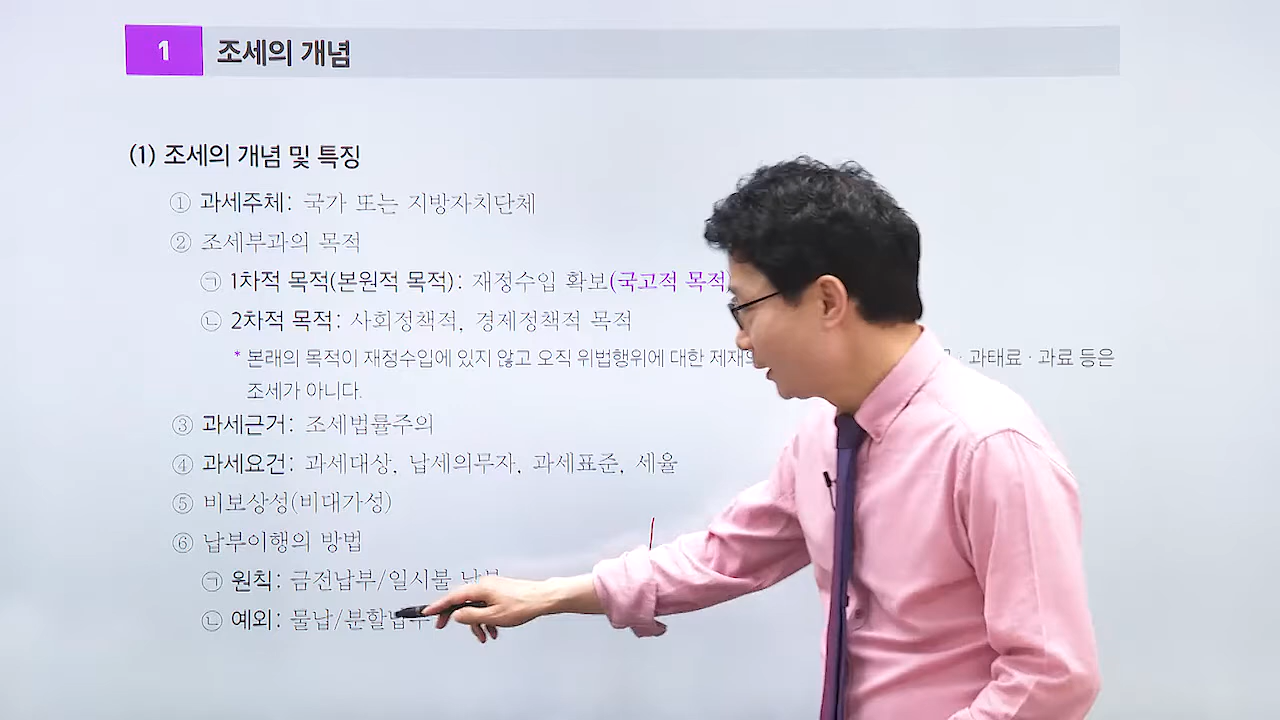 1 조세의 개념
(1) 조세의 개념 및 특징
① 과세주체: 국가 또는 지방자치단체
② 조세부과의 목적
㉠ 1차적 목적(본원적 목적): 재정수입 확보(국고적 목적)
㉡ 2차적 목적: 사회정책적, 경제정책적 목적
* 본래의 목적이 재정수입에 있지 않고 오직 위법행위에 대한 · 과태료 · 과료 등은
조세가 아니다.
③ 과세근거: 조세법률주의
④ 과세요건: 과세대상, 납세의무자, 과세표준, 세율
⑤ 비보상성(비대가성)
⑥ 납부이행의 방법
㉠ 원칙: 금전납부/일시불
㉡ 예외: 물납/